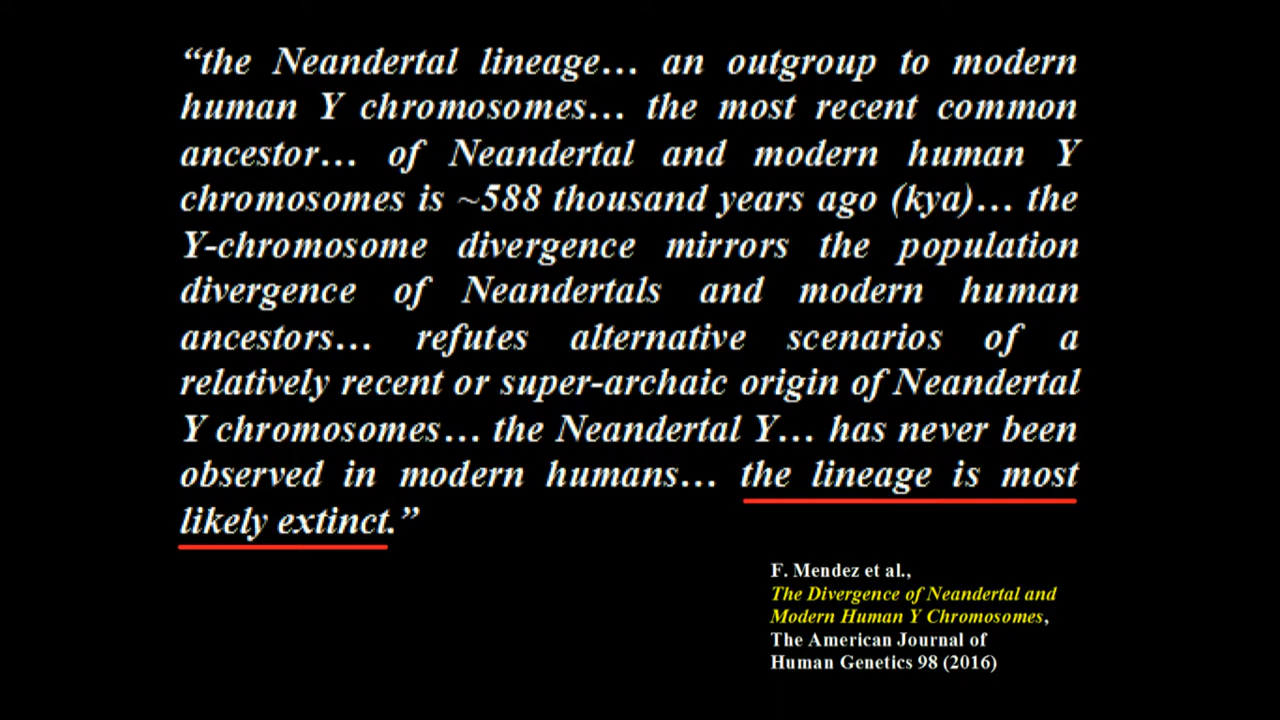 “the Neandertal lineage… an outgroup to modern
human Y chromosomes… the most recent common
ancestor… of Neandertal and modern human Y
chromosomes is ~588 thousand years ago (kya)… the
Y-chromosome divergence mirrors the population
divergence of Neandertals and modern human
ancestors… refutes alternative scenarios of a
relatively recent or super-archaic origin of Neandertal
Y chromosomes… the Neandertal Y… has never been
observed in modern humans… the lineage is most
likely extinct.”
F. Mendez et al.,
The Divergence of Neandertal and
Modern Human Y Chromosomes,
The American Journal of
Human Genetics 98 (2016)